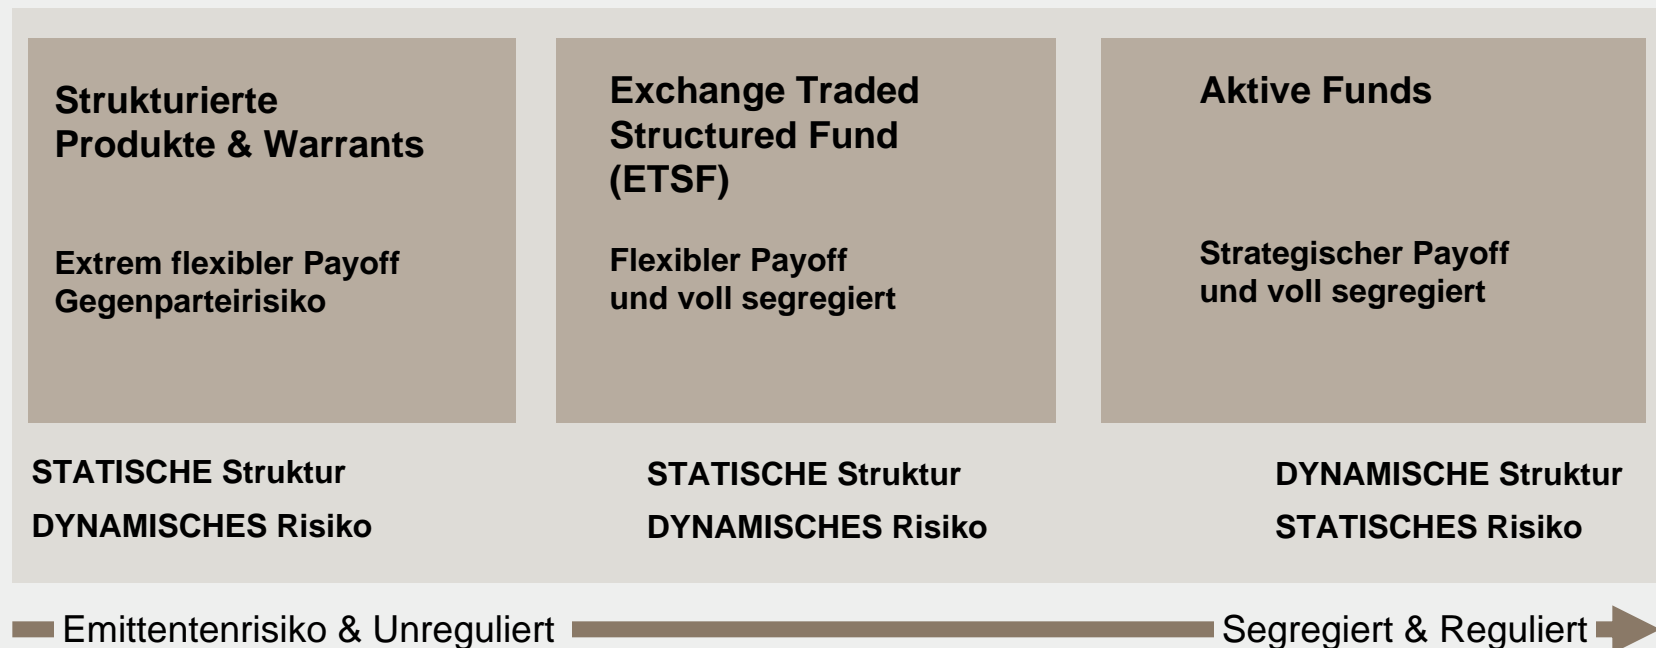 Strukturierte
Produkte & Warrants
Extrem flexibler Payoff
Gegenparteirisiko
STATISCHE Struktur
DYNAMISCHES Risiko
Exchange Traded
Structured Fund
(ETSF)
Flexibler Payoff
und voll segregiert
STATISCHE Struktur
DYNAMISCHES Risiko
Aktive Funds
Strategischer Payoff
und voll segregiert
DYNAMISCHE Struktur
STATISCHES Risiko
Emittentenrisiko & Unreguliert
Segregiert & Reguliert